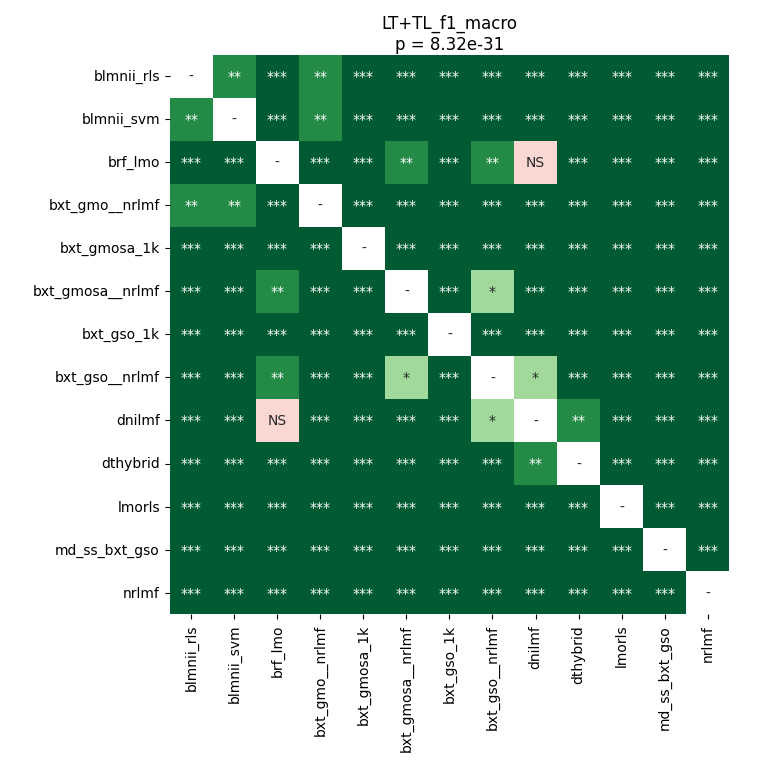 LT+TL_f1_macro
p = 8.32e-31
blmnii_rls - ** *** ** *** *** *** *** *** *** *** *** ***
blmnii_svm ** - *** ** *** *** *** *** *** *** *** *** ***
brf_lmo *** *** - *** *** ** *** ** NS *** *** *** ***
bxt_gmo__nrlmf ** ** *** - *** *** *** *** *** *** *** *** ***
bxt_gmosa_1k *** *** *** *** - *** *** *** *** *** *** *** ***
bxt_gmosa__nrlmf *** *** ** *** *** - *** * *** *** *** *** ***
bxt_gso_1k *** *** *** *** *** *** - *** *** *** *** *** ***
bxt_gso__nrlmf *** *** ** *** *** * *** - * *** *** *** ***
dnilmf *** *** NS *** *** *** *** * - ** *** *** ***
dthybrid *** *** *** *** *** *** *** *** ** - *** *** ***
lmorls *** *** *** *** *** *** *** *** *** *** - *** ***
md_ss_bxt_gso *** *** *** *** *** *** *** *** *** *** *** - ***
nrlmf *** *** *** *** *** *** *** *** *** *** *** *** -
blmnii_rls
blmnii_svm
brf_lmo
bxt_gmo__nrlmf
bxt_gmosa_1k
bxt_gmosa__nrlmf
bxt_gso_1k
bxt_gso__nrlmf
dnilmf
dthybrid
lmorls
md_ss_bxt_gso
nrlmf